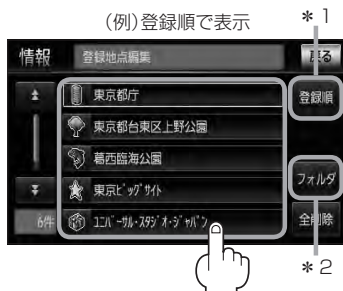 (例)登録順で表示
*1
情報 登録地点編集 戻る
東京都庁
登録順
東京都台東区上野公園
葛西臨海公園
東京ビッグサイト
フォルダ
6件
ユニバーサル・スタジオ・ジャパン
全削除
*2